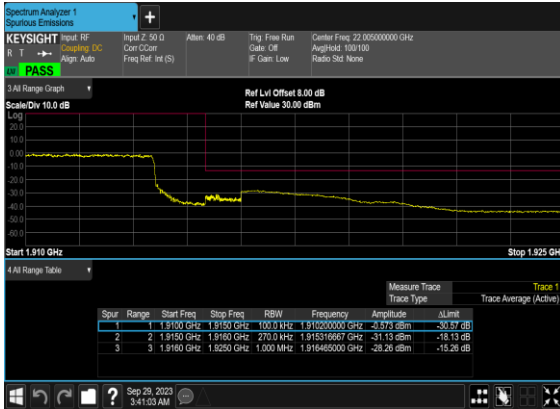 Spectrum Analyzer 1
Spurious Emissions
KEYSIGHT Input: RF Input Z: 50 Ω Atten: 40 dB Trig: Free Run Center Freq: 22.005000000 GHz
R T Coupling: DC Corr CCorr Gate: Off Avg|Hold: 100/100
Align: Auto Freq Ref: Int (S) IF Gain: Low Radio Std: None
PASS
3 All Range Graph
Ref Lvl Offset 8.00 dB
Scale/Div 10.0 dB Ref Value 30.00 dBm
Log
20.0
10.0
0.00
-10.0
-20.0
-30.0
-40.0
-50.0
-60.0
Start 1.910 GHz Stop 1.925 GH
4 All Range Table
Measure Trace Trace 1
Trace Type Trace Average (Active)
Spur Range Start Freq Stop Freq RBW Frequency Amplitude ΔLimit
1 1 1.9100 GHz 1.9150 GHz 100.0 kHz 1.910200000 GHz -0.573 dBm -30.57 dB
2 2 1.9150 GHz 1.9160 GHz 270.0 kHz 1.915316667 GHz -31.13 dBm -18.13 dB
3 3 1.9160 GHz 1.9250 GHz 1.000 MHz 1.916465000 GHz -28.26 dBm -15.26 dB
Sep 29, 2023
3:41:03 AM